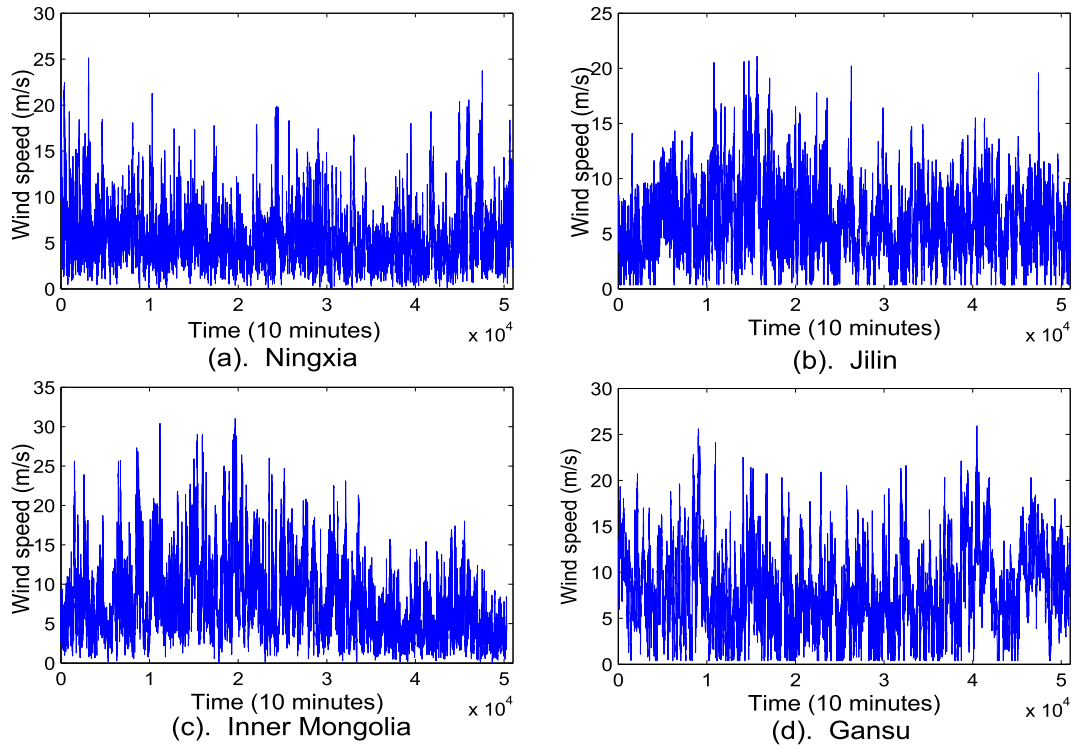 30
25
20
15
10
5
0
Wind speed (m/s)
0 1 2 3 4 5
x 10^4
Time (10 minutes)
(a). Ningxia
25
20
15
10
5
0
Wind speed (m/s)
0 1 2 3 4 5
x 10^4
Time (10 minutes)
(b). Jilin
35
30
25
20
15
10
5
0
Wind speed (m/s)
0 1 2 3 4 5
x 10^4
Time (10 minutes)
(c). Inner Mongolia
30
25
20
15
10
5
0
Wind speed (m/s)
0 1 2 3 4 5
x 10^4
Time (10 minutes)
(d). Gansu